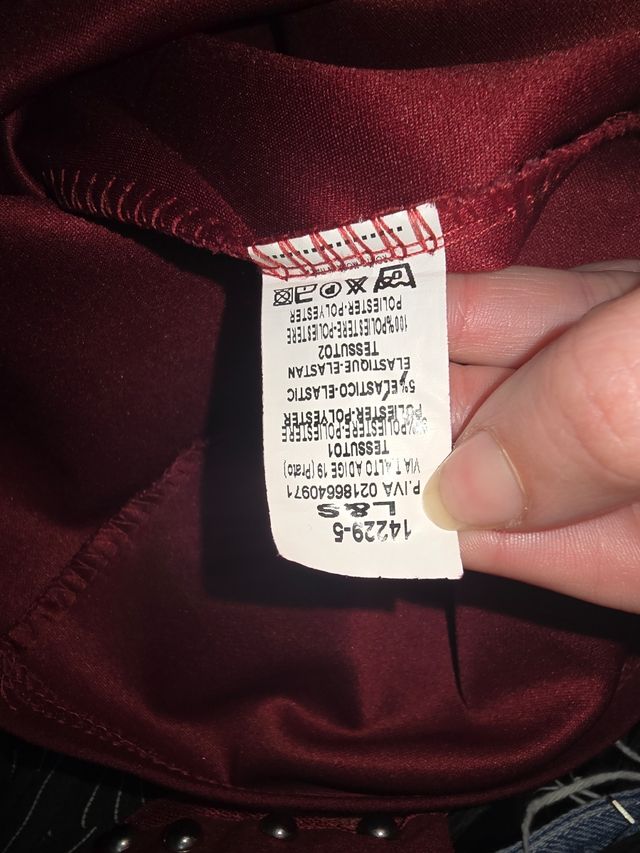 14229-5
L&S
P.IVA 02186640971
VIA T.ALTO ADIGE 19 (Prato)
TESSUTO1
POLIESTERE-POLIESTERE
POLIESTER-POLYESTER
5%ELASTICO-ELASTIC
ELASTIQUE-ELASTAN
TESSUTO2
100%POLIESTERE-POLIESTERE
POLIESTER-POLYESTER